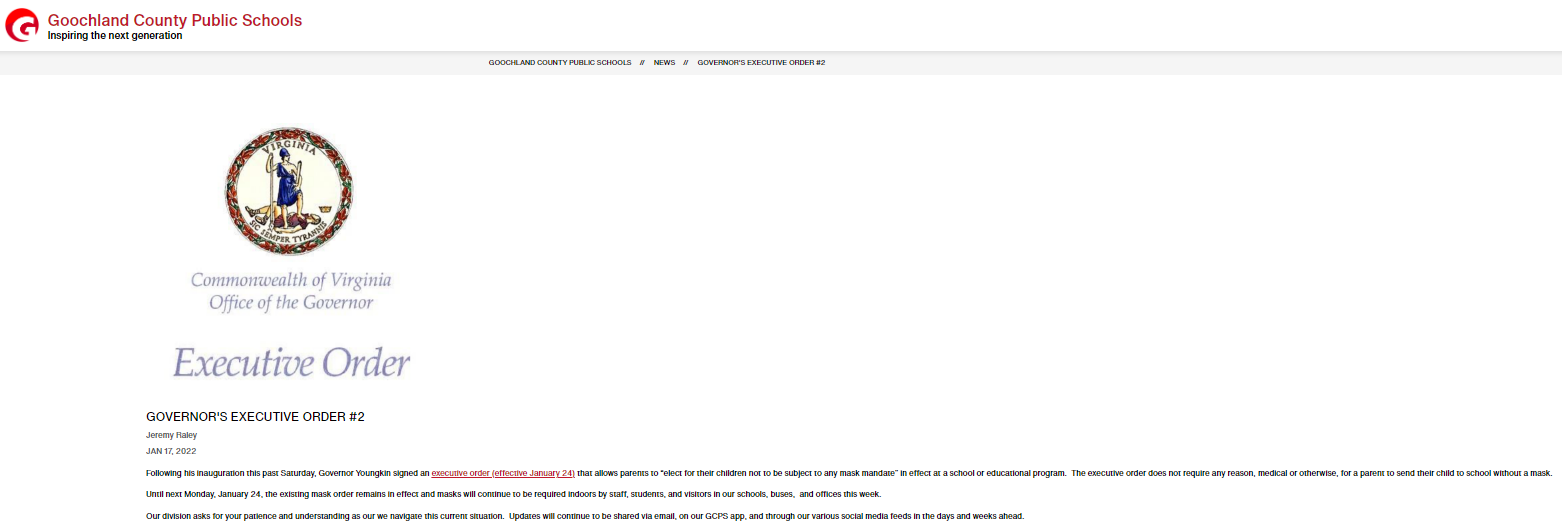 Goochland County Public Schools
Inspiring the next generation
GOOCHLAND COUNTY PUBLIC SCHOOLS // NEWS // GOVERNOR'S EXECUTIVE ORDER #2
VIRGINIA
SIC SEMPER TYRANNIS
Commonwealth of Virginia
Office of the Governor
Executive Order
GOVERNOR'S EXECUTIVE ORDER #2
Jeremy Raley
JAN 17, 2022
Following his inauguration this past Saturday, Governor Youngkin signed an executive order (effective January 24) that allows parents to “elect for their children not to be subject to any mask mandate” in effect at a school or educational program. The executive order does not require any reason, medical or otherwise, for a parent to send their child to school without a mask.
Until next Monday, January 24, the existing mask order remains in effect and masks will continue to be required indoors by staff, students, and visitors in our schools, buses, and offices this week.
Our division asks for your patience and understanding as our we navigate this current situation. Updates will continue to be shared via email, on our GCPS app, and through our various social media feeds in the days and weeks ahead.